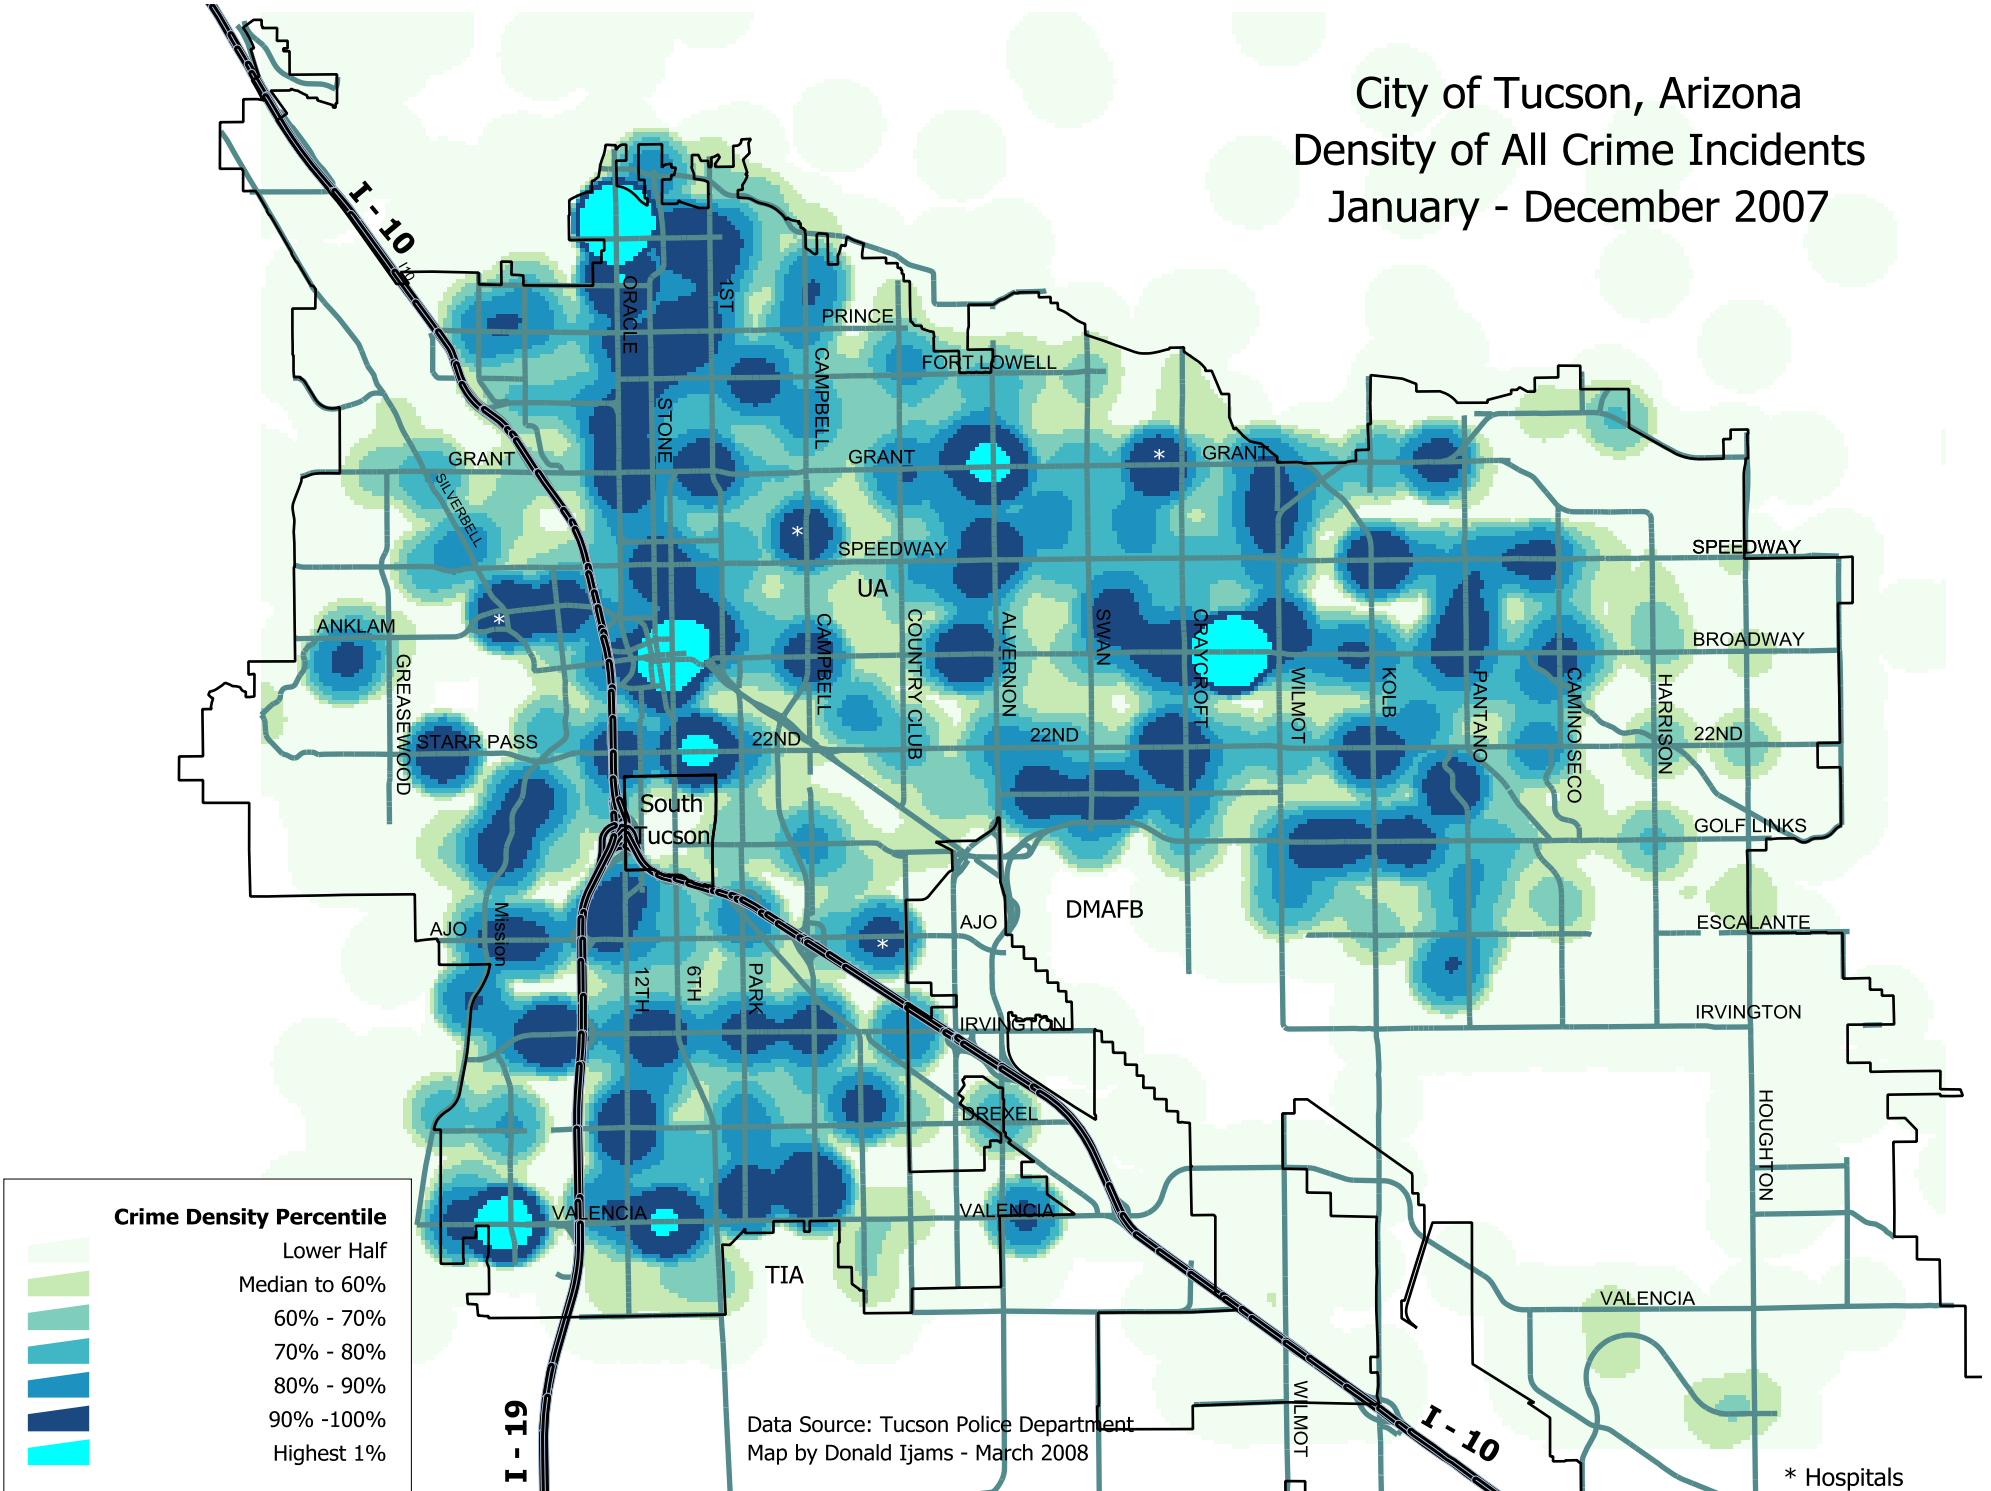 City of Tucson, Arizona
Density of All Crime Incidents
January - December 2007
I - 10
I10
ORACLE
1ST
PRINCE
CAMPBELL
FORT LOWELL
STONE
GRANT
GRANT
*
GRANT
SILVERBELL
*
SPEEDWAY
SPEEDWAY
UA
*
ANKLAM
GREASEWOOD
CAMPBELL
COUNTRY CLUB
ALVERNON
SWAN
CRAYCROFT
BROADWAY
WILMOT
KOLB
PANTANO
CAMINO SECO
HARRISON
STARR PASS
22ND
22ND
22ND
South
Tucson
GOLF LINKS
Mission
AJO
*
AJO
DMAFB
ESCALANTE
12TH
6TH
PARK
IRVINGTON
IRVINGTON
DREXEL
HOUGHTON
VALENCIA
VALENCIA
TIA
VALENCIA
Crime Density Percentile
Lower Half
Median to 60%
60% - 70%
70% - 80%
80% - 90%
90% -100%
Highest 1%
I - 19
Data Source: Tucson Police Department
Map by Donald Ijams - March 2008
WILMOT
I - 10
* Hospitals